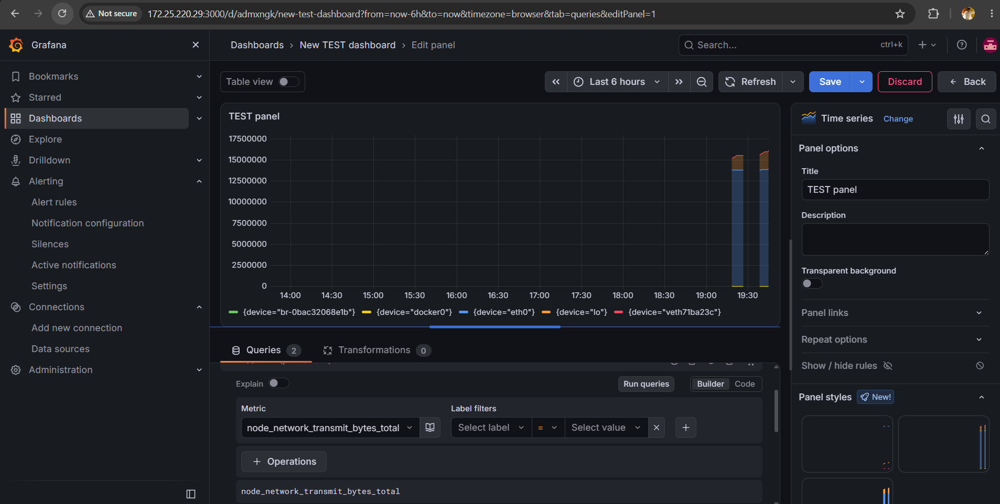 Not secure
172.25.220.29:3000/d/admxngk/new-test-dashboard?from=now-6h&to=now&timezone=browser&tab=queries&editPanel=1
Grafana
Dashboards › New TEST dashboard › Edit panel
Search...
ctrl+k
Bookmarks
Starred
Dashboards
Explore
Drilldown
Alerting
Alert rules
Notification configuration
Silences
Active notifications
Settings
Connections
Add new connection
Data sources
Administration
Table view
Last 6 hours
Refresh
Save
Discard
Back
TEST panel
17500000
15000000
12500000
10000000
7500000
5000000
2500000
0
14:00 14:30 15:00 15:30 16:00 16:30 17:00 17:30 18:00 18:30 19:00 19:30
{device="br-0bac32068e1b"} {device="docker0"} {device="eth0"} {device="lo"} {device="veth71ba23c"}
Queries 2
Transformations 0
Explain
Run queries
Builder Code
Metric
Label filters
node_network_transmit_bytes_total
Select label
=
Select value
+ Operations
node_network_transmit_bytes_total
Time series
Change
Panel options
Title
TEST panel
Description
Transparent background
Panel links
Repeat options
Show / hide rules
Panel styles
New!